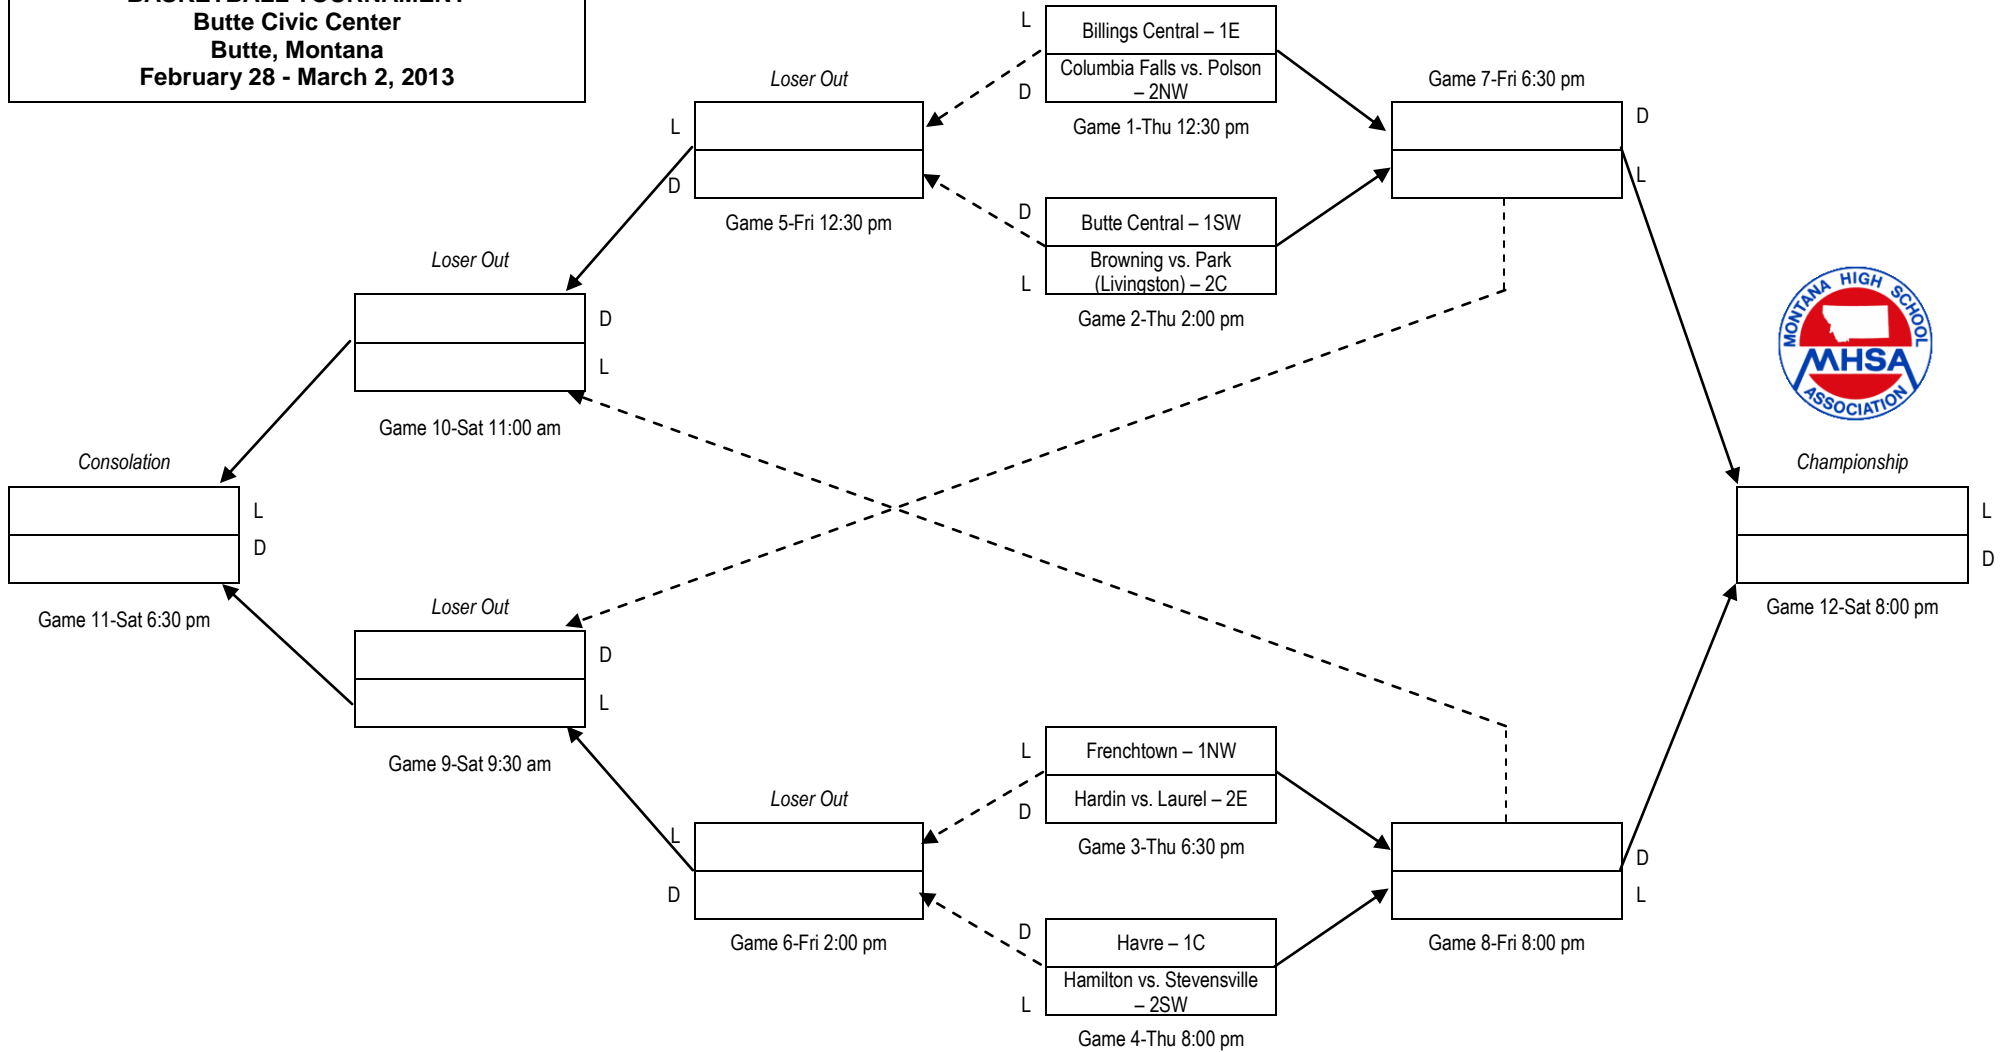 BASKETBALL TOURNAMENT
Butte Civic Center
Butte, Montana
February 28 - March 2, 2013
L
Billings Central – 1E
Columbia Falls vs. Polson
– 2NW
D
Game 1-Thu 12:30 pm
Loser Out
L
D
Game 5-Fri 12:30 pm
Game 7-Fri 6:30 pm
D
L
D
Butte Central – 1SW
Browning vs. Park
(Livingston) – 2C
L
Game 2-Thu 2:00 pm
Loser Out
D
L
Game 10-Sat 11:00 am
MONTANA HIGH SCHOOL
MHSA
ASSOCIATION
Consolation
L
D
Game 11-Sat 6:30 pm
Championship
L
D
Game 12-Sat 8:00 pm
Loser Out
D
L
Game 9-Sat 9:30 am
L
Frenchtown – 1NW
D
Hardin vs. Laurel – 2E
Game 3-Thu 6:30 pm
Loser Out
L
D
Game 6-Fri 2:00 pm
D
L
Game 8-Fri 8:00 pm
D
Havre – 1C
Hamilton vs. Stevensville
– 2SW
L
Game 4-Thu 8:00 pm